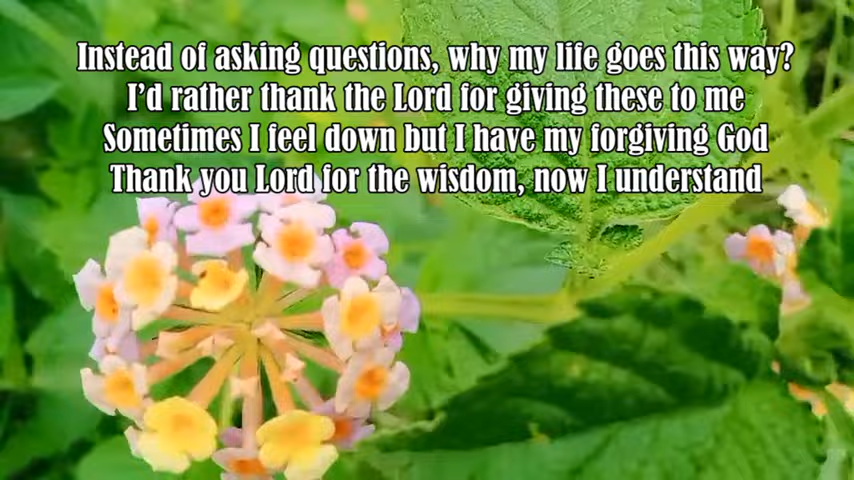 Instead of asking questions, why my life goes this way?
I'd rather thank the Lord for giving these to me
Sometimes I feel down but I have my forgiving God
Thank you Lord for the wisdom, now I understand